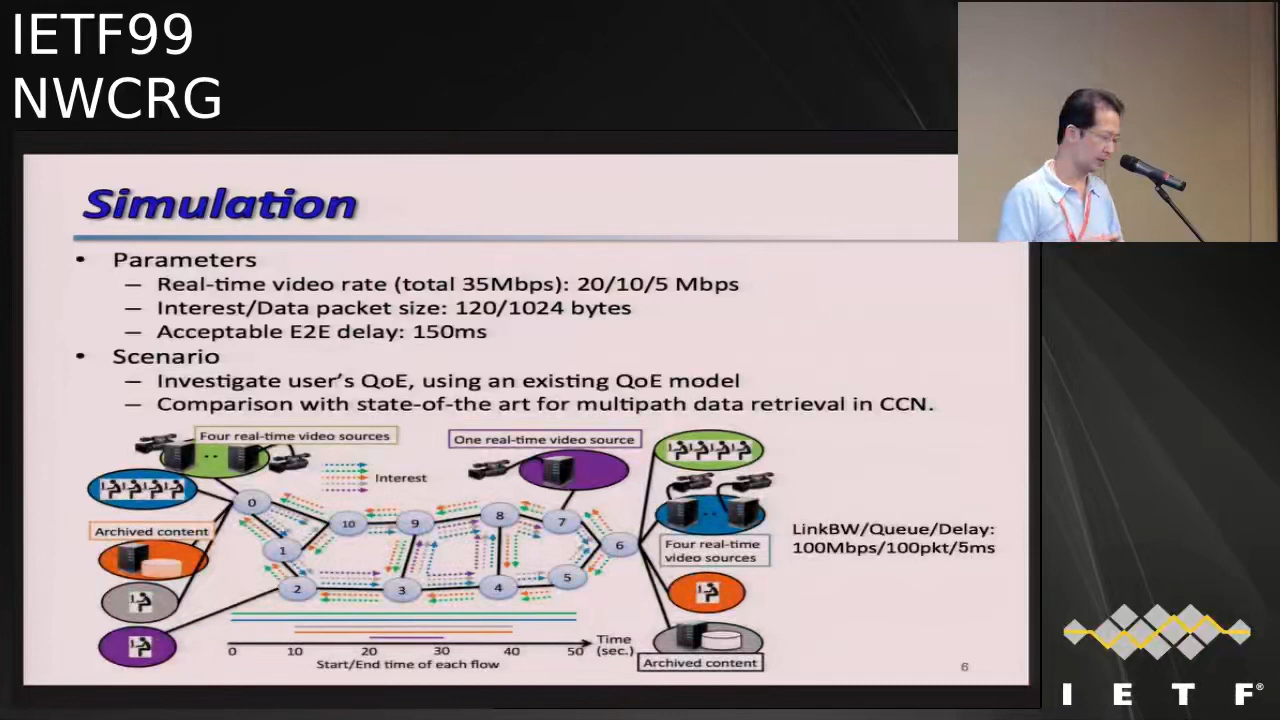 IETF99
NWCRG
Simulation
• Parameters
– Real-time video rate (total 35Mbps): 20/10/5 Mbps
– Interest/Data packet size: 120/1024 bytes
– Acceptable E2E delay: 150ms
• Scenario
– Investigate user's QoE, using an existing QoE model
– Comparison with state-of-the art for multipath data retrieval in CCN.
Four real-time video sources
One real-time video source
Interest
Archived content
0
10
9
8
7
1
6
2
3
4
5
Four real-time
video sources
LinkBW/Queue/Delay:
100Mbps/100pkt/5ms
0 10 20 30 40 50
Time
(sec.)
Start/End time of each flow
Archived content
6
I E T F®